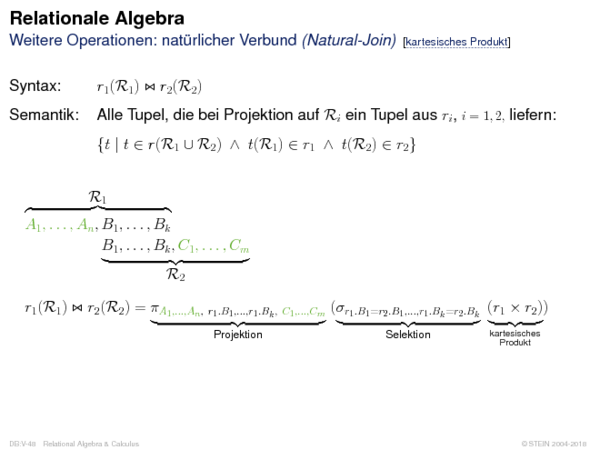 Relationale Algebra
Weitere Operationen: natürlicher Verbund (Natural-Join) [kartesisches Produkt]
Syntax: r₁(ℛ₁) ⋈ r₂(ℛ₂)
Semantik: Alle Tupel, die bei Projektion auf ℛᵢ ein Tupel aus rᵢ, i = 1, 2, liefern:
{t | t ∈ r(ℛ₁ ∪ ℛ₂) ∧ t(ℛ₁) ∈ r₁ ∧ t(ℛ₂) ∈ r₂}
ℛ₁
A₁, . . . , Aₙ, B₁, . . . , Bₖ
B₁, . . . , Bₖ, C₁, . . . , Cₘ
ℛ₂
r₁(ℛ₁) ⋈ r₂(ℛ₂) = π A₁,...,Aₙ, r₁.B₁,...,r₁.Bₖ, C₁,...,Cₘ (σ r₁.B₁=r₂.B₁,...,r₁.Bₖ=r₂.Bₖ (r₁ × r₂))
Projektion Selektion kartesisches
Produkt
DB:V-48 Relational Algebra & Calculus © STEIN 2004-2018